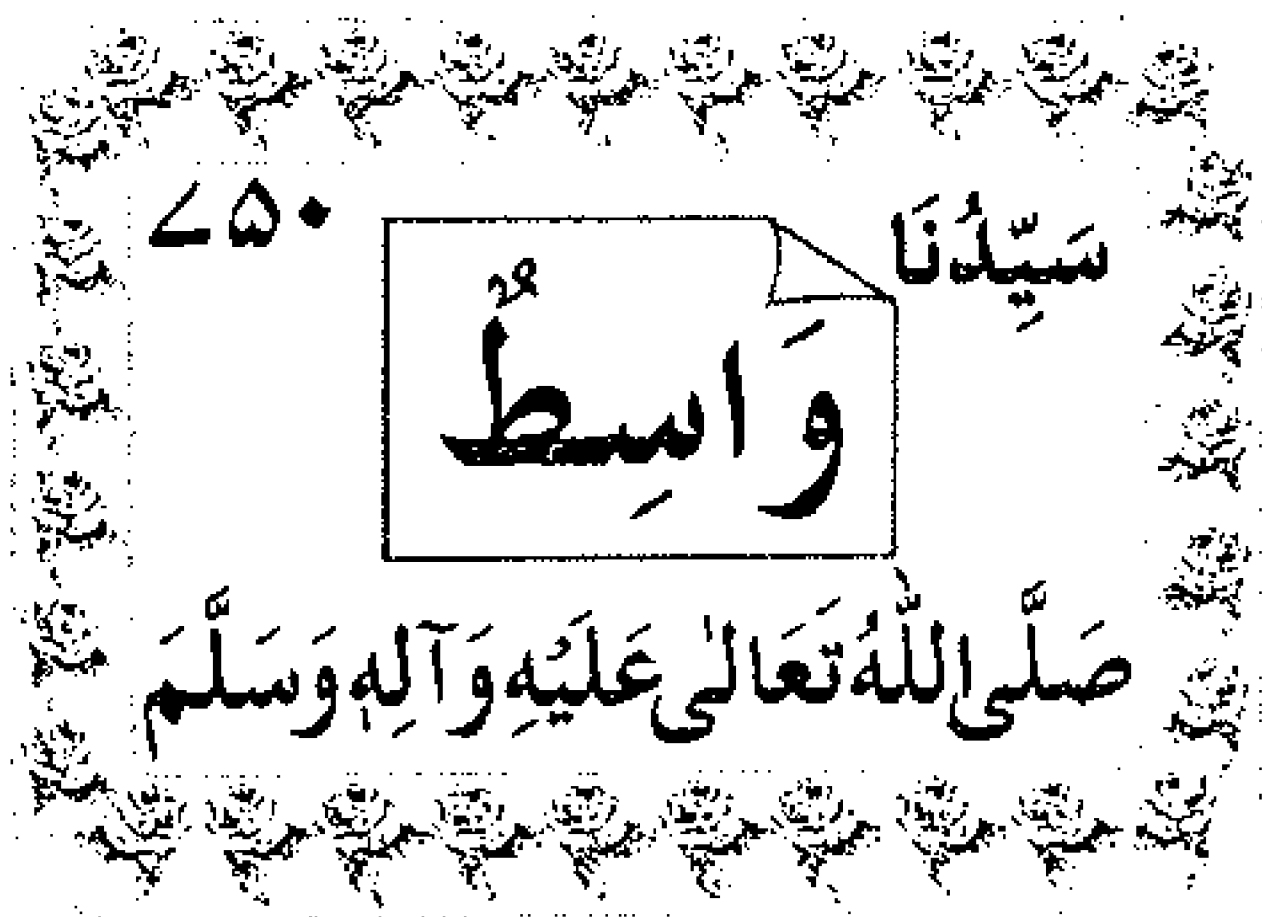 سَيِّدُنَا
۷۵۰
وَاسِطٌ
صَلَّى اللّٰهُ تَعَالٰى عَلَيْهِ وَآلِهٖ وَسَلَّمَ